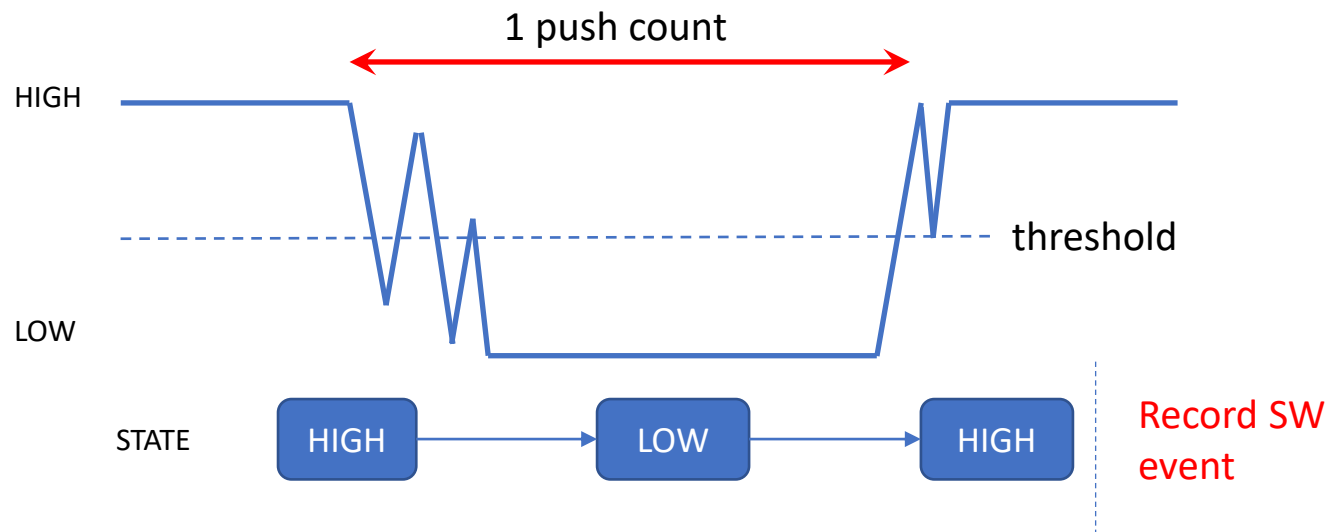 1 push count
HIGH
threshold
LOW
STATE
HIGH
LOW
HIGH
Record SW
event